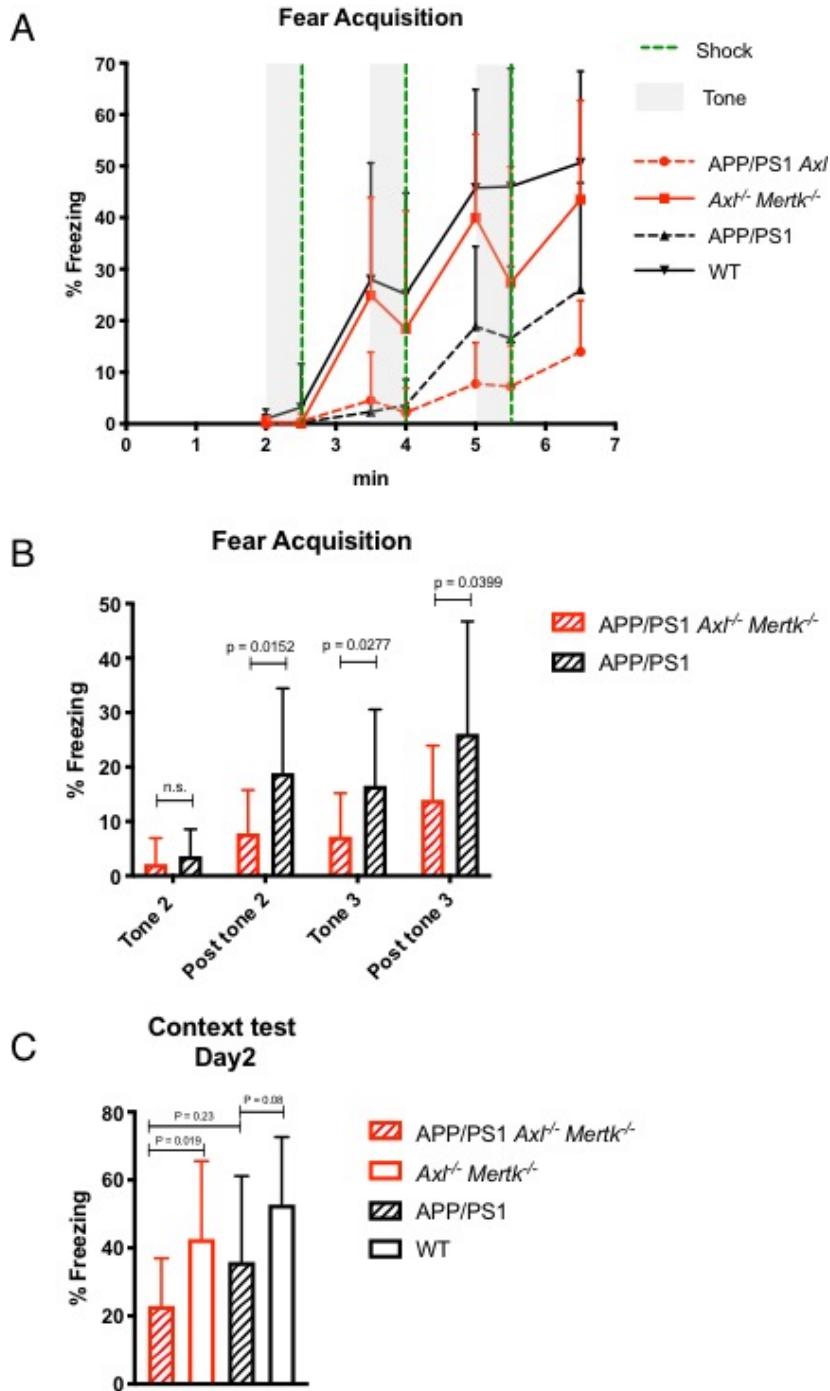 A
Fear Acquisition
% Freezing
70
60
50
40
30
20
10
0
0 1 2 3 4 5 6 7
min
Shock
Tone
APP/PS1 Axl
Axl-/- Mertk-/-
APP/PS1
WT
B
Fear Acquisition
% Freezing
50
40
30
20
10
0
n.s.
p = 0.0152
p = 0.0277
p = 0.0399
Tone 2
Post tone 2
Tone 3
Post tone 3
APP/PS1 Axl-/- Mertk-/-
APP/PS1
C
Context test
Day2
% Freezing
80
60
40
20
0
P = 0.23
P = 0.08
P = 0.019
APP/PS1 Axl-/- Mertk-/-
Axl-/- Mertk-/-
APP/PS1
WT